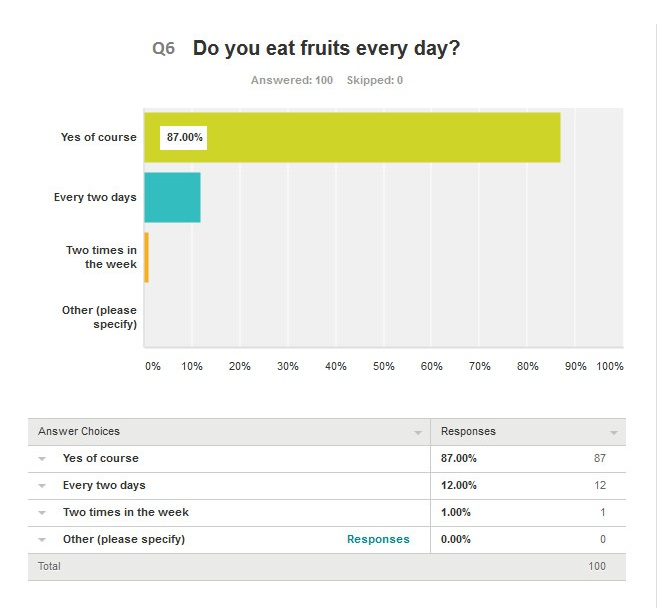 Q6 Do you eat fruits every day?
Answered: 100 Skipped: 0
Yes of course
87.00%
Every two days
Two times in
the week
Other (please
specify)
0% 10% 20% 30% 40% 50% 60% 70% 80% 90% 100%
Answer Choices Responses
Yes of course 87.00% 87
Every two days 12.00% 12
Two times in the week 1.00% 1
Other (please specify) Responses 0.00% 0
Total 100